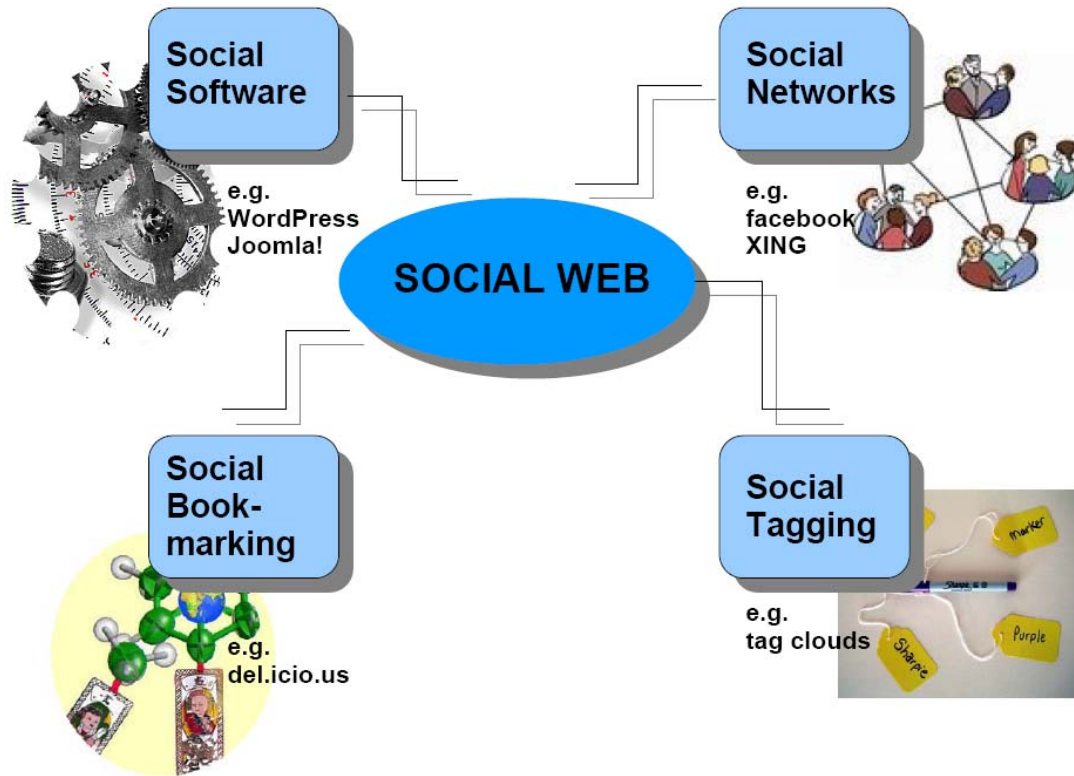 Social
Software
e.g.
WordPress
Joomla!
Social
Networks
e.g.
facebook
XING
SOCIAL WEB
Social
Book-
marking
e.g.
del.icio.us
Social
Tagging
e.g.
tag clouds
marker
Sharpie
Purple
Sharpie